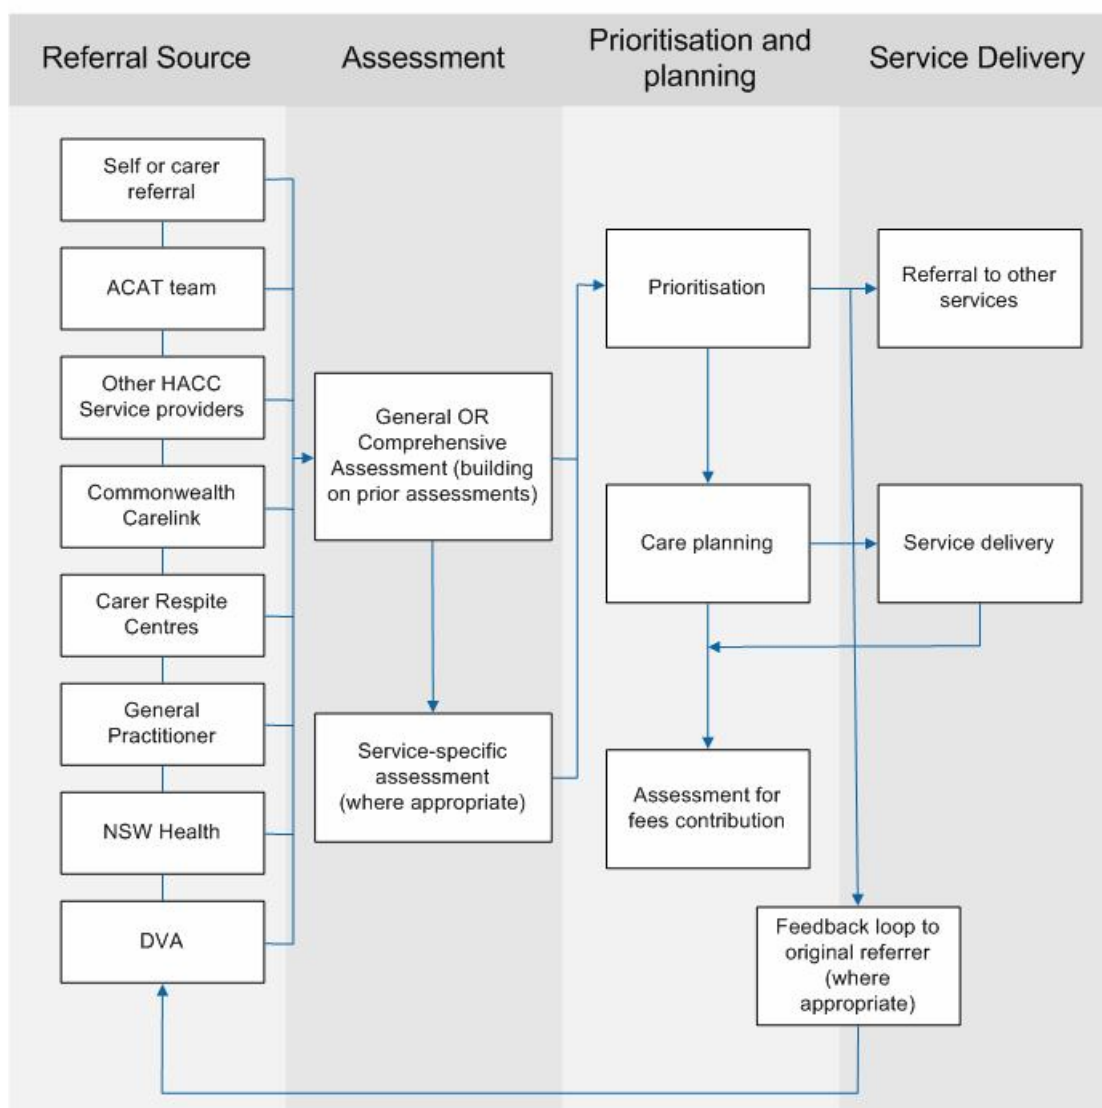 Referral Source
Assessment
Prioritisation and
planning
Service Delivery
Self or carer
referral
ACAT team
Other HACC
Service providers
Commonwealth
Carelink
Carer Respite
Centres
General
Practitioner
NSW Health
DVA
General OR
Comprehensive
Assessment (building
on prior assessments)
Service-specific
assessment
(where appropriate)
Prioritisation
Care planning
Assessment for
fees contribution
Referral to other
services
Service delivery
Feedback loop to
original referrer
(where
appropriate)